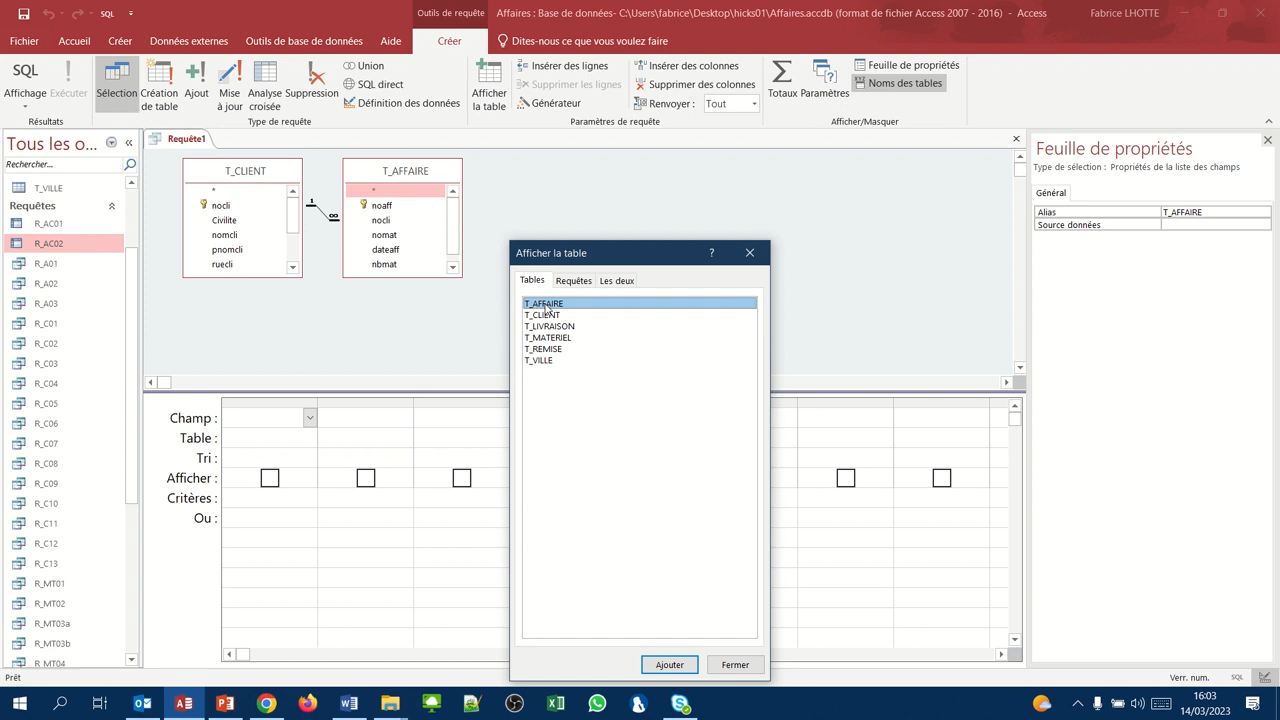 SQL
Outils de requête
Affaires : Base de données- C:\Users\fabrice\Desktop\hicks01\Affaires.accdb (format de fichier Access 2007 - 2016) - Access
Fabrice LHOTTE
Fichier
Accueil
Créer
Données externes
Outils de base de données
Aide
Créer
Dites-nous ce que vous voulez faire
SQL
Affichage
Exécuter
Résultats
Sélection
Création de table
Ajout
Mise à jour
Analyse croisée
Suppression
Union
SQL direct
Définition des données
Type de requête
Afficher la table
Insérer des lignes
Supprimer les lignes
Générateur
Insérer des colonnes
Supprimer des colonnes
Renvoyer : Tout
Paramètres de requête
Totaux
Paramètres
Feuille de propriétés
Noms des tables
Afficher/Masquer
Tous les o...
Rechercher...
T_VILLE
Requêtes
R_AC01
R_AC02
R_A01
R_A02
R_A03
R_C01
R_C02
R_C03
R_C04
R_C05
R_C06
R_C07
R_C08
R_C09
R_C10
R_C11
R_C12
R_C13
R_MT01
R_MT02
R_MT03a
R_MT03b
R_MT04
Requête1
T_CLIENT
*
nocli
Civilite
nomcli
pnomcli
ruecli
1
∞
T_AFFAIRE
*
noaff
nocli
nomat
dateaff
nbmat
Champ :
Table :
Tri :
Afficher :
Critères :
Ou :
Afficher la table
?
Tables
Requêtes
Les deux
T_AFFAIRE
T_CLIENT
T_LIVRAISON
T_MATERIEL
T_REMISE
T_VILLE
Ajouter
Fermer
Feuille de propriétés
Type de sélection : Propriétés de la liste des champs
Général
Alias T_AFFAIRE
Source données
Prêt
Verr. num.
SQL
16:03
14/03/2023